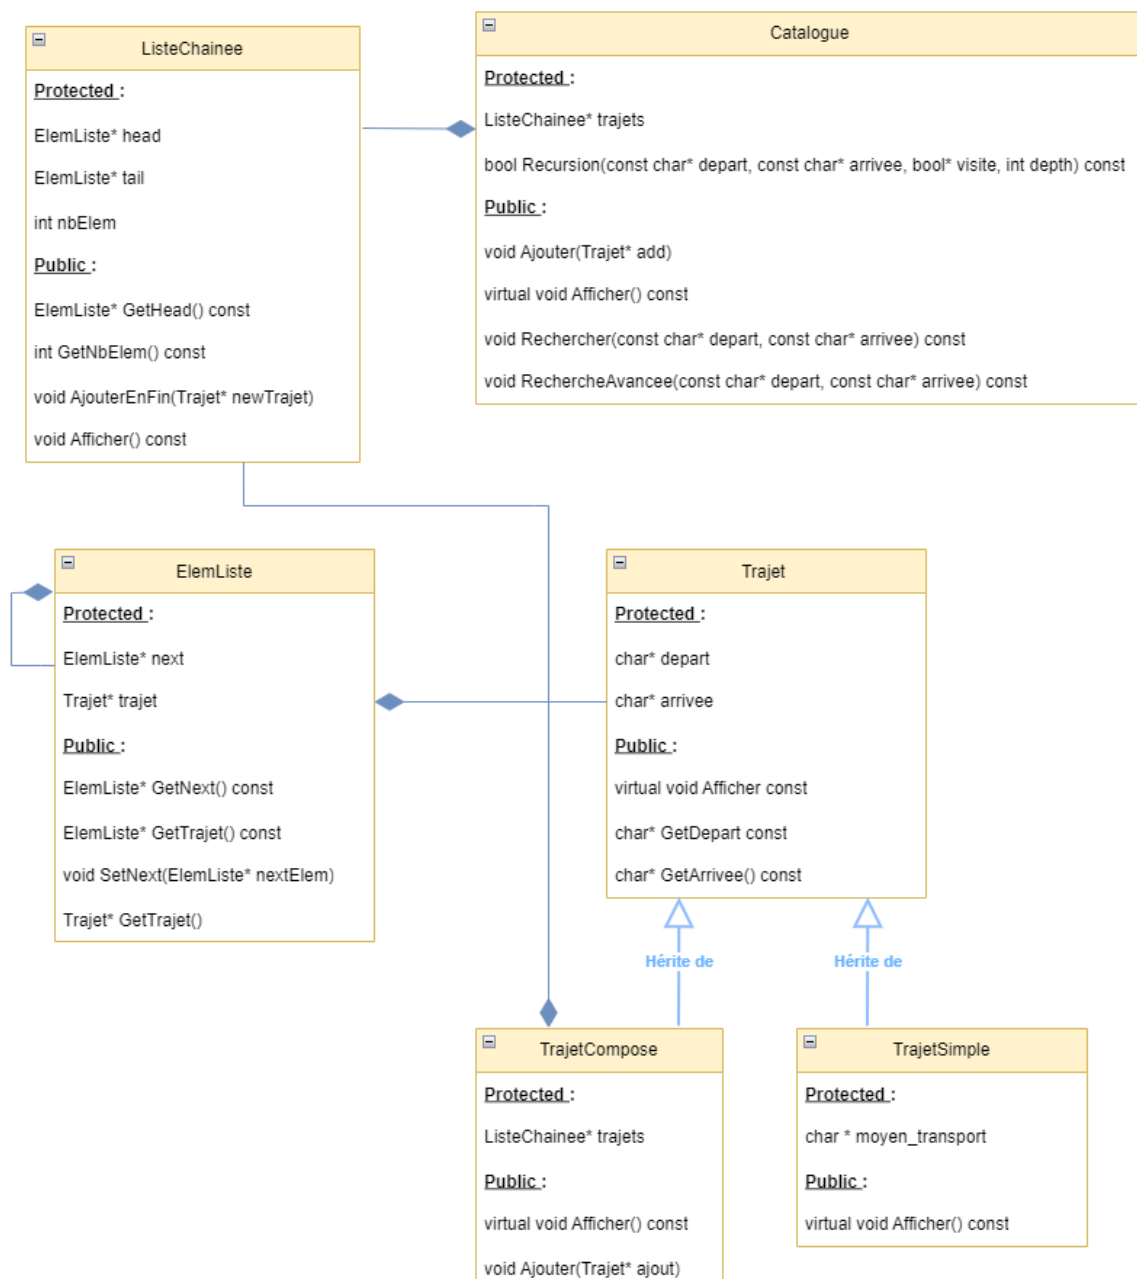 ListeChainee
Protected :
ElemListe* head
ElemListe* tail
int nbElem
Public :
ElemListe* GetHead() const
int GetNbElem() const
void AjouterEnFin(Trajet* newTrajet)
void Afficher() const
Catalogue
Protected :
ListeChainee* trajets
bool Recursion(const char* depart, const char* arrivee, bool* visite, int depth) const
Public :
void Ajouter(Trajet* add)
virtual void Afficher() const
void Rechercher(const char* depart, const char* arrivee) const
void RechercheAvancee(const char* depart, const char* arrivee) const
ElemListe
Protected :
ElemListe* next
Trajet* trajet
Public :
ElemListe* GetNext() const
ElemListe* GetTrajet() const
void SetNext(ElemListe* nextElem)
Trajet* GetTrajet()
Trajet
Protected :
char* depart
char* arrivee
Public :
virtual void Afficher const
char* GetDepart const
char* GetArrivee() const
Hérite de
Hérite de
TrajetCompose
Protected :
ListeChainee* trajets
Public :
virtual void Afficher() const
void Ajouter(Trajet* ajout)
TrajetSimple
Protected :
char * moyen_transport
Public :
virtual void Afficher() const